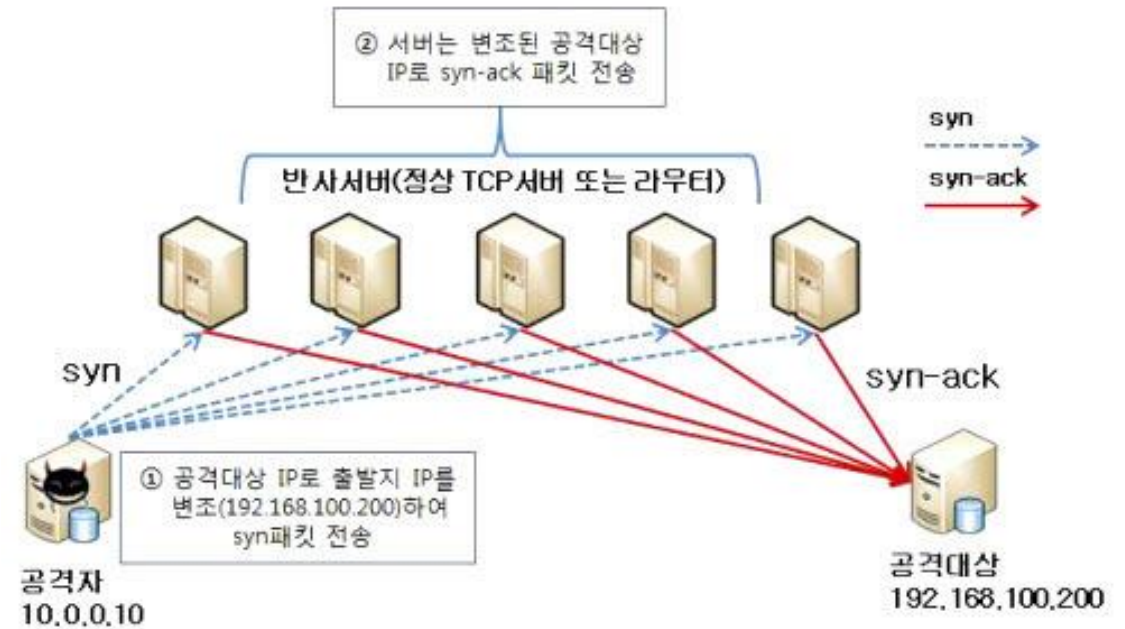 ② 서버는 변조된 공격대상
IP로 syn-ack 패킷 전송
syn
syn-ack
반사서버(정상 TCP서버 또는 라우터)
syn
syn-ack
① 공격대상 IP로 출발지 IP를
변조(192.168.100.200)하여
syn패킷 전송
공격자
10.0.0.10
공격대상
192.168.100.200